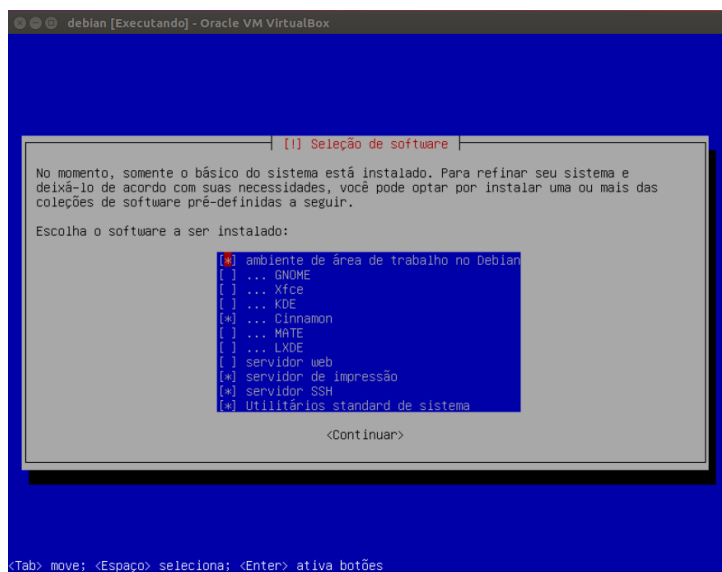 debian [Executando] - Oracle VM VirtualBox
[!] Seleção de software
No momento, somente o básico do sistema está instalado. Para refinar seu sistema e
deixá-lo de acordo com suas necessidades, você pode optar por instalar uma ou mais das
coleções de software pré-definidas a seguir.
Escolha o software a ser instalado:
[*] ambiente de área de trabalho no Debian
[ ] ... GNOME
[ ] ... Xfce
[ ] ... KDE
[*] ... Cinnamon
[ ] ... MATE
[ ] ... LXDE
[ ] servidor web
[*] servidor de impressão
[*] servidor SSH
[*] Utilitários standard de sistema
<Continuar>
<Tab> move; <Espaço> seleciona; <Enter> ativa botões